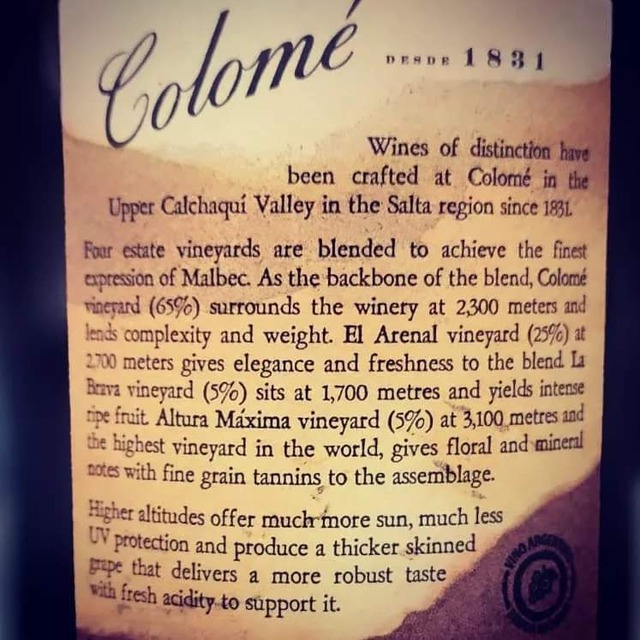 Colomé DESDE 1831
Wines of distinction have
been crafted at Colomé in the
Upper Calchaquí Valley in the Salta region since 1831.
Four estate vineyards are blended to achieve the finest
expression of Malbec. As the backbone of the blend, Colomé
vineyard (65%) surrounds the winery at 2,300 meters and
lends complexity and weight. El Arenal vineyard (25%) at
2,700 meters gives elegance and freshness to the blend. La
Brava vineyard (5%) sits at 1,700 metres and yields intense
ripe fruit. Altura Máxima vineyard (5%) at 3,100 metres and
the highest vineyard in the world, gives floral and mineral
notes with fine grain tannins to the assemblage.
Higher altitudes offer much more sun, much less
UV protection and produce a thicker skinned
grape that delivers a more robust taste
with fresh acidity to support it.
VINO ARGENTINO